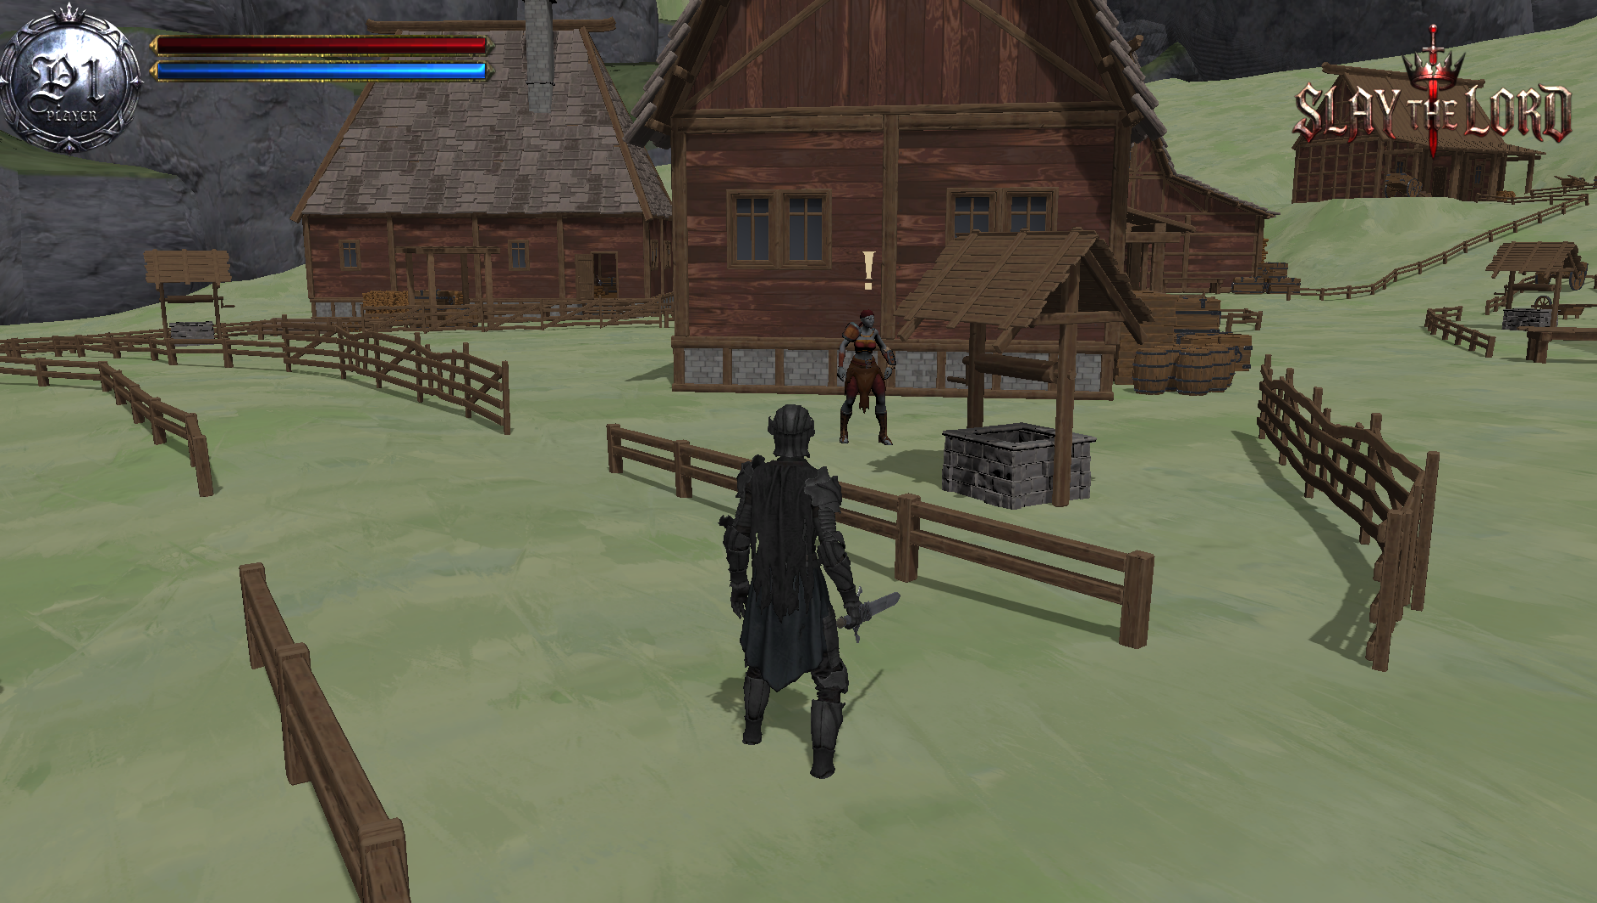 P1
PLAYER
SLAY THE LORD
!